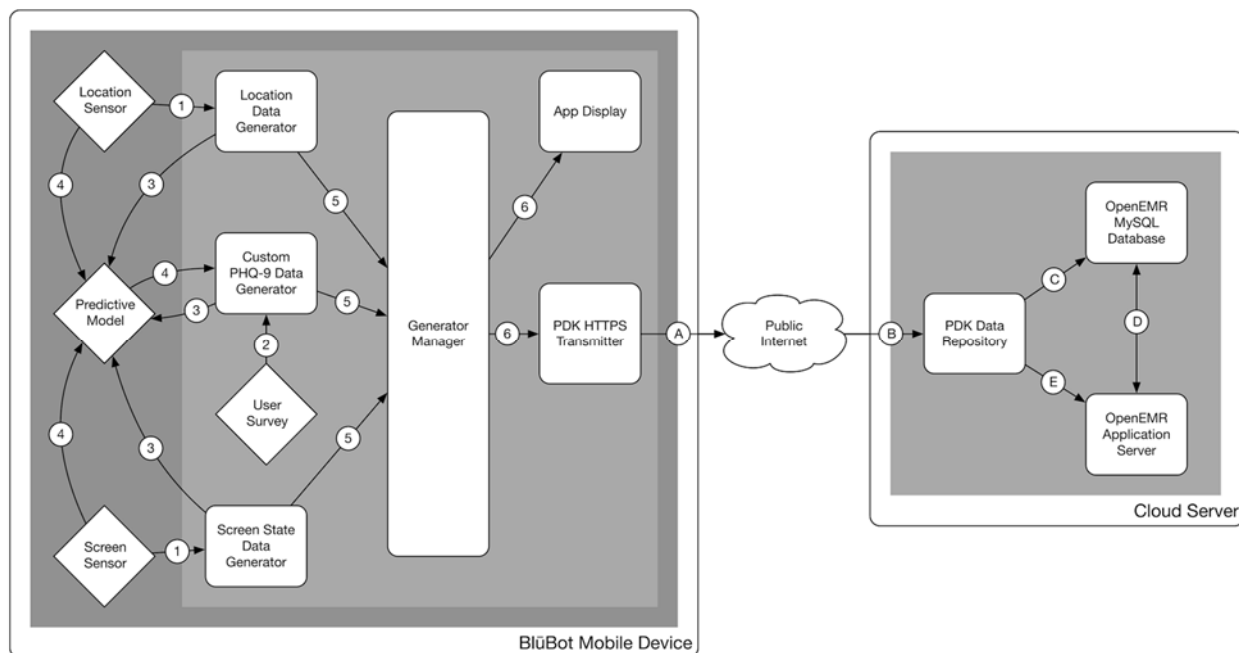 Location
Sensor
1
Location
Data
Generator
App Display
4
3
5
6
Custom
PHQ-9 Data
Generator
4
Predictive
Model
3
5
2
User
Survey
Generator
Manager
6
PDK HTTPS
Transmitter
A
Public
Internet
B
PDK Data
Repository
C
OpenEMR
MySQL
Database
D
E
OpenEMR
Application
Server
4
3
5
Screen
Sensor
1
Screen State
Data
Generator
BlüBot Mobile Device
Cloud Server